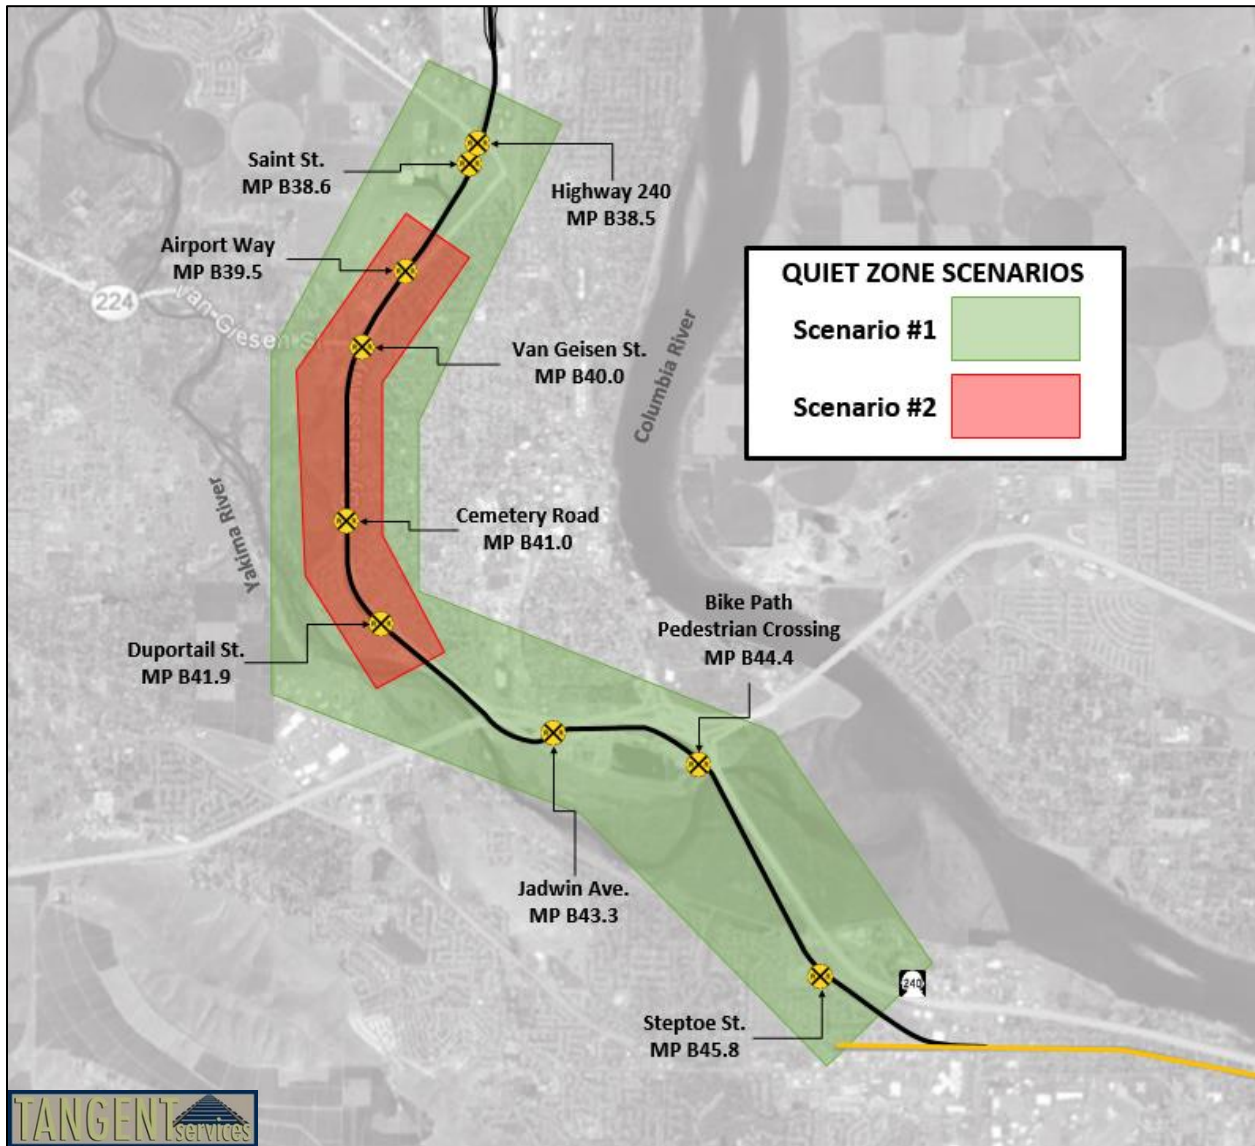 Saint St.
MP B38.6
Highway 240
MP B38.5
Airport Way
MP B39.5
224
Van Giesen S
Van Geisen St.
MP B40.0
QUIET ZONE SCENARIOS
Scenario #1
Scenario #2
Columbia River
Yakima River
Cemetery Road
MP B41.0
Bike Path
Pedestrian Crossing
MP B44.4
Duportail St.
MP B41.9
Jadwin Ave.
MP B43.3
240
Steptoe St.
MP B45.8
TANGENT
services